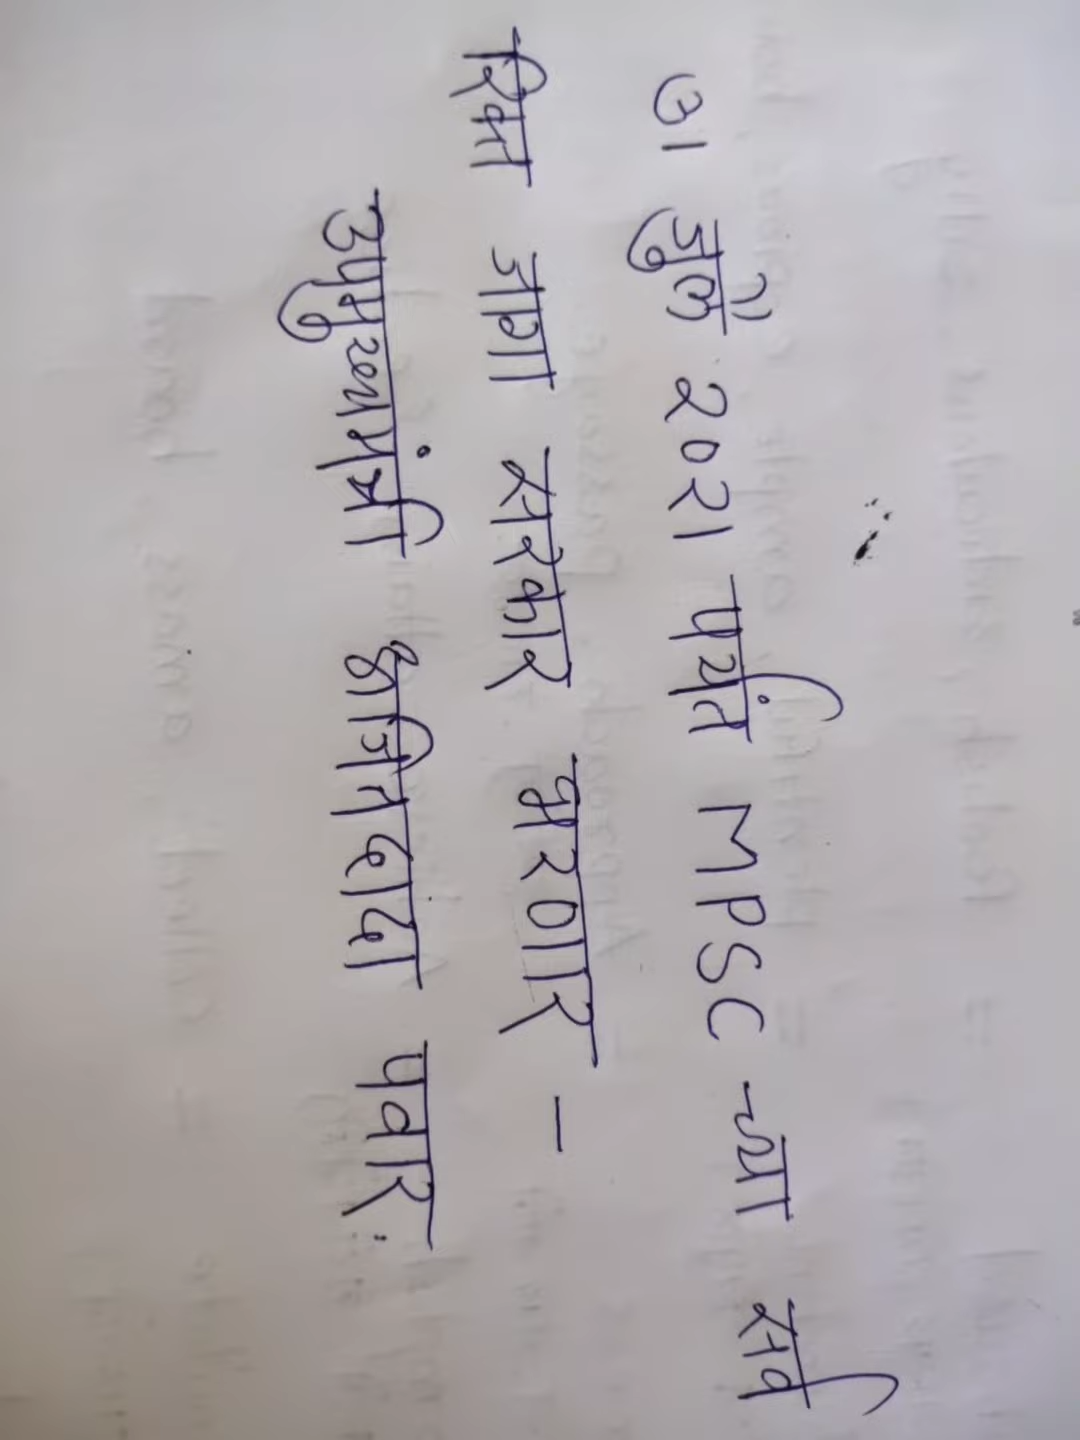 ३१ जुलै २०२१ पर्यंत MPSC च्या सर्व
रिक्त जागा सरकार भरणार —
उपमुख्यमंत्री अजितदादा पवार.